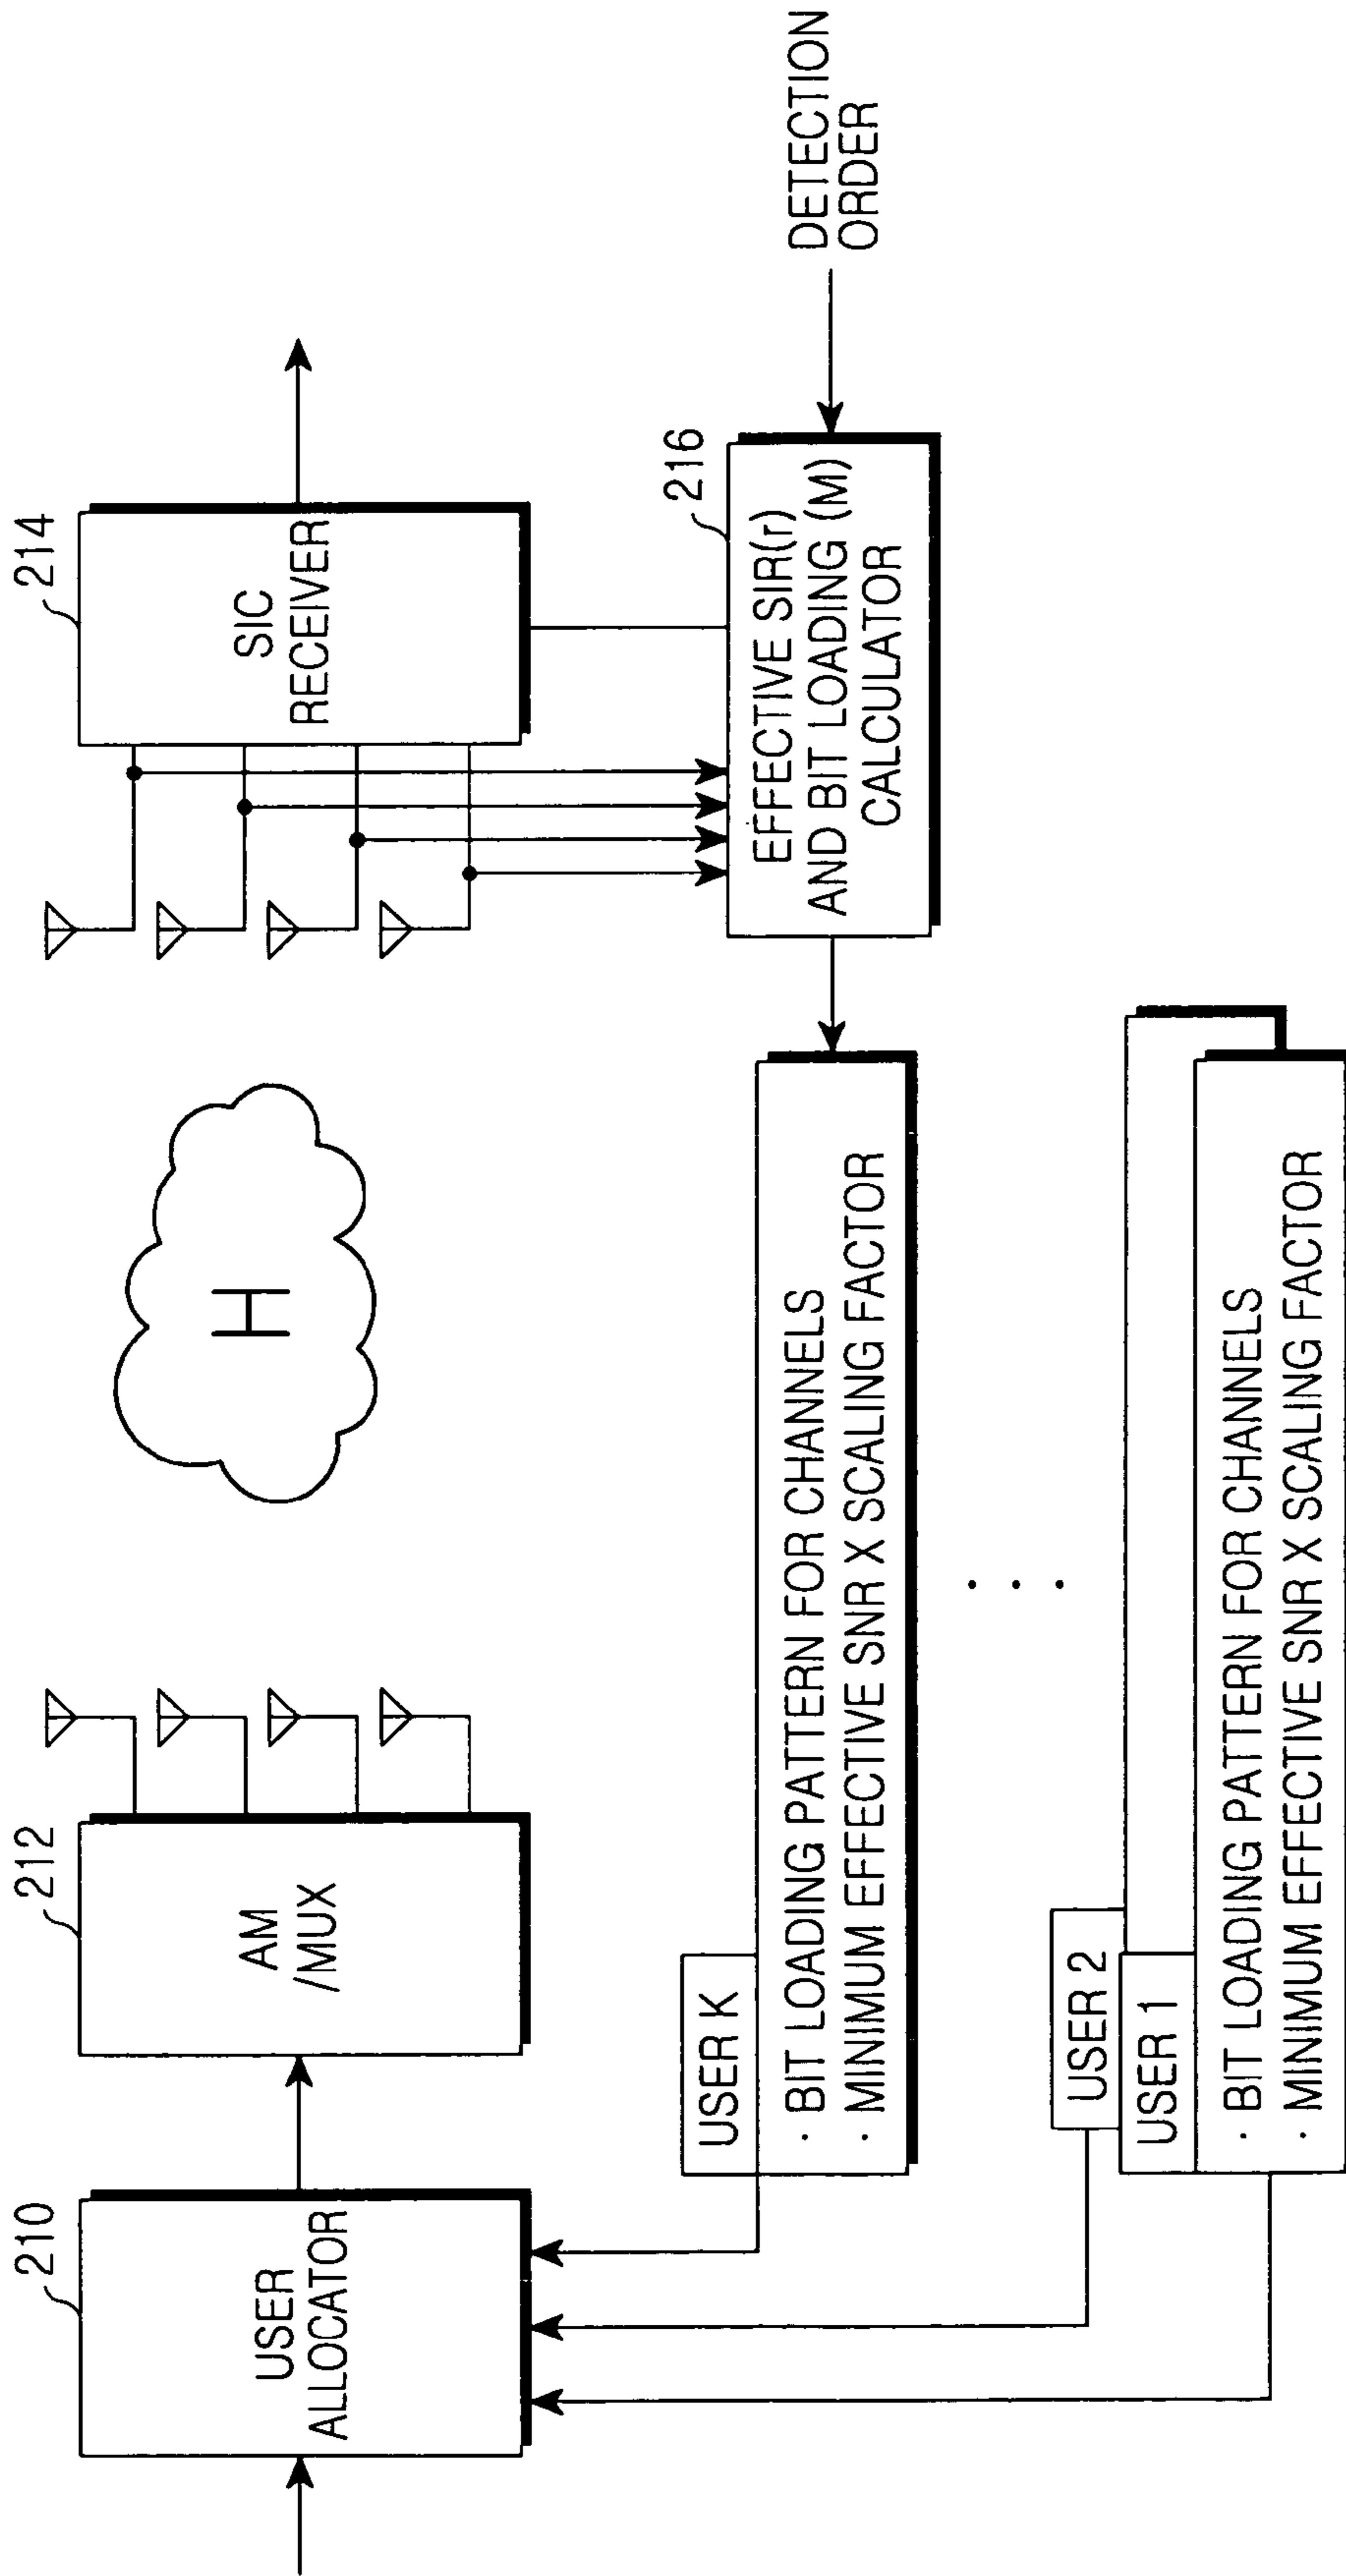 210
USER
ALLOCATOR
212
AM
/MUX
H
214
SIC
RECEIVER
216
EFFECTIVE SIR(r)
AND BIT LOADING (M)
CALCULATOR
DETECTION
ORDER
USER K
· BIT LOADING PATTERN FOR CHANNELS
· MINIMUM EFFECTIVE SNR X SCALING FACTOR
. . .
USER 2
USER 1
· BIT LOADING PATTERN FOR CHANNELS
· MINIMUM EFFECTIVE SNR X SCALING FACTOR